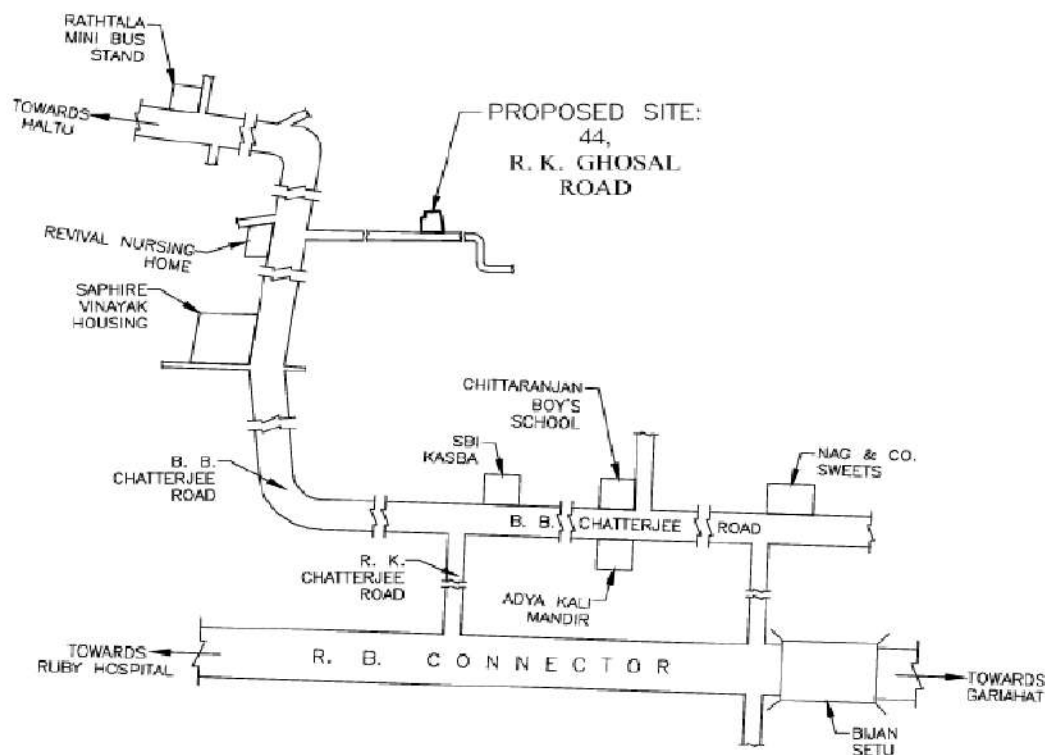 RATHTALA
MINI BUS
STAND
TOWARDS
HALTU
PROPOSED SITE:
44,
R. K. GHOSAL
ROAD
REVIVAL NURSING
HOME
SAPHIRE
VINAYAK
HOUSING
CHITTARANJAN
BOY'S
SCHOOL
SBI
KASBA
NAG & CO.
SWEETS
B. B.
CHATTERJEE
ROAD
B. B. CHATTERJEE ROAD
R. K.
CHATTERJEE
ROAD
ADYA KALI
MANDIR
TOWARDS
RUBY HOSPITAL
R. B. CONNECTOR
TOWARDS
GARIAHAT
BIJAN
SETU